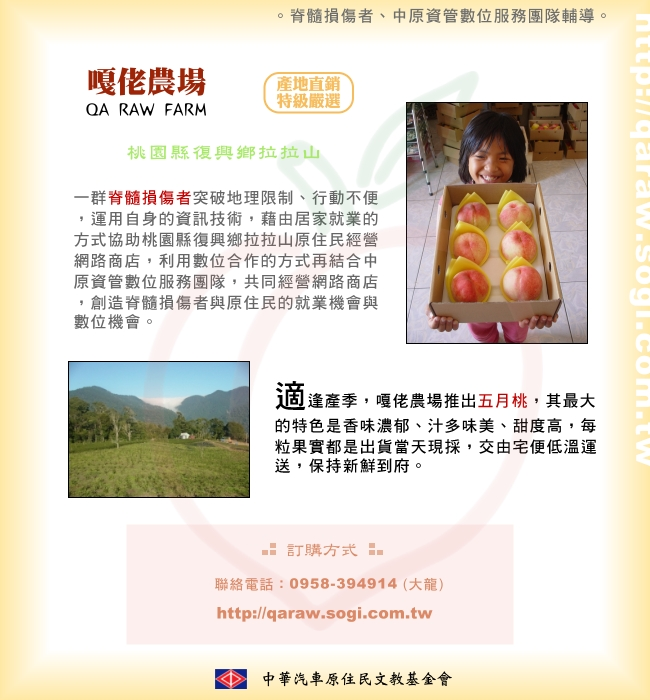 。脊髓損傷者、中原資管數位服務團隊輔導。
http://qaraw.sogi.com.tw
嘎佬農場
QA RAW FARM
產地直銷
特級嚴選
桃園縣復興鄉拉拉山
一群脊髓損傷者突破地理限制、行動不便
，運用自身的資訊技術，藉由居家就業的
方式協助桃園縣復興鄉拉拉山原住民經營
網路商店，利用數位合作的方式再結合中
原資管數位服務團隊，共同經營網路商店
，創造脊髓損傷者與原住民的就業機會與
數位機會。
適逢產季，嘎佬農場推出五月桃，其最大
的特色是香味濃郁、汁多味美、甜度高，每
粒果實都是出貨當天現採，交由宅便低溫運
送，保持新鮮到府。
訂購方式
聯絡電話：0958-394914 (大龍)
http://qaraw.sogi.com.tw
中華汽車原住民文教基金會